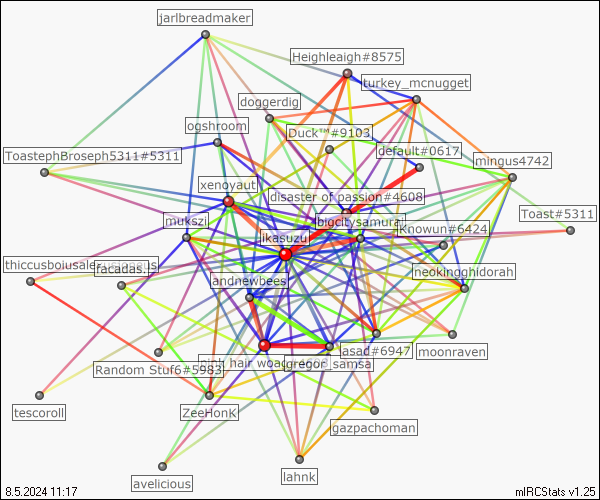 jarlbreadmaker
Heighleaigh#8575
turkey_mcnugget
doggerdig
ogshroom
Duck™#9103
default#0617
ToastephBroseph5311#5311
mingus4742
xenoyaut
disaster of passion#4608
Toast#5311
mukszi
bigcitysamurai
Knowun#6424
ikasuzu
thiccusboiusale
facadas.
neokingghidorah
andnewbees
pink hair woa
gregor_samsa
asad#6947
moonraven
Random Stuf6#5983
tescoroll
ZeeHonK
gazpachoman
avelicious
lahnk
8.5.2024 11:17
mIRCStats v1.25